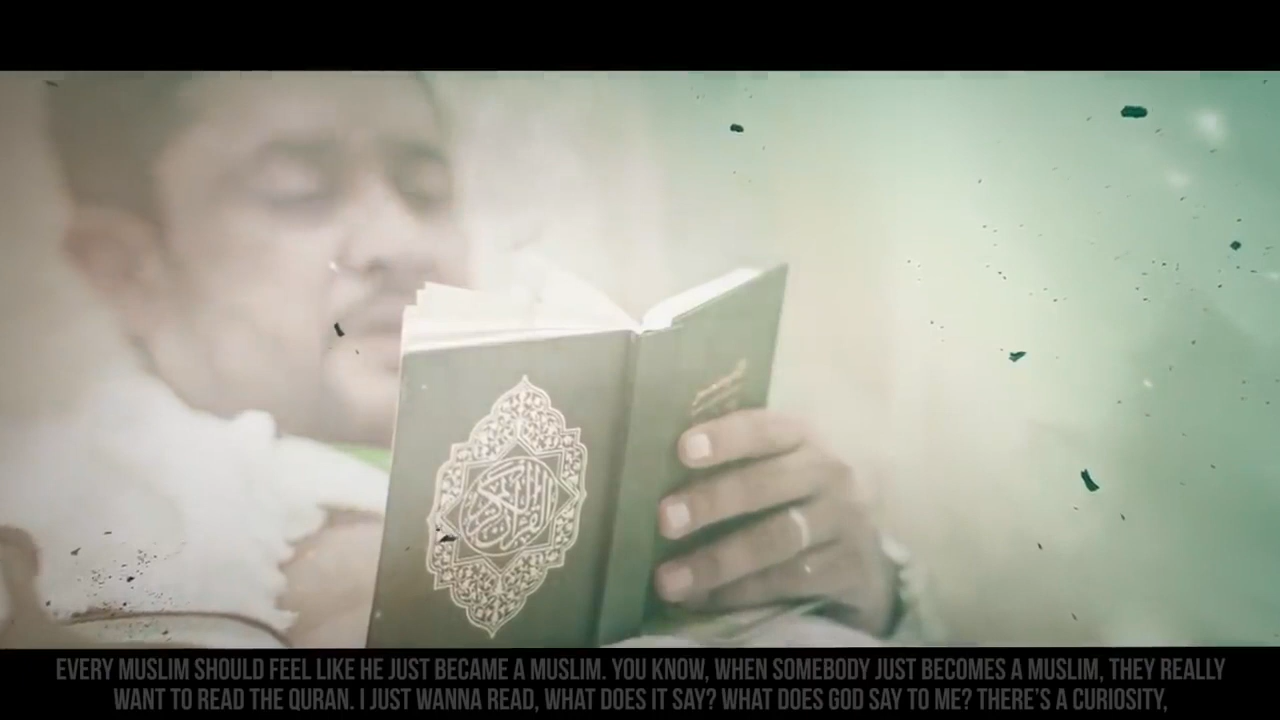 القرآن الكريم
EVERY MUSLIM SHOULD FEEL LIKE HE JUST BECAME A MUSLIM. YOU KNOW, WHEN SOMEBODY JUST BECOMES A MUSLIM, THEY REALLY
WANT TO READ THE QURAN. I JUST WANNA READ, WHAT DOES IT SAY? WHAT DOES GOD SAY TO ME? THERE'S A CURIOSITY,